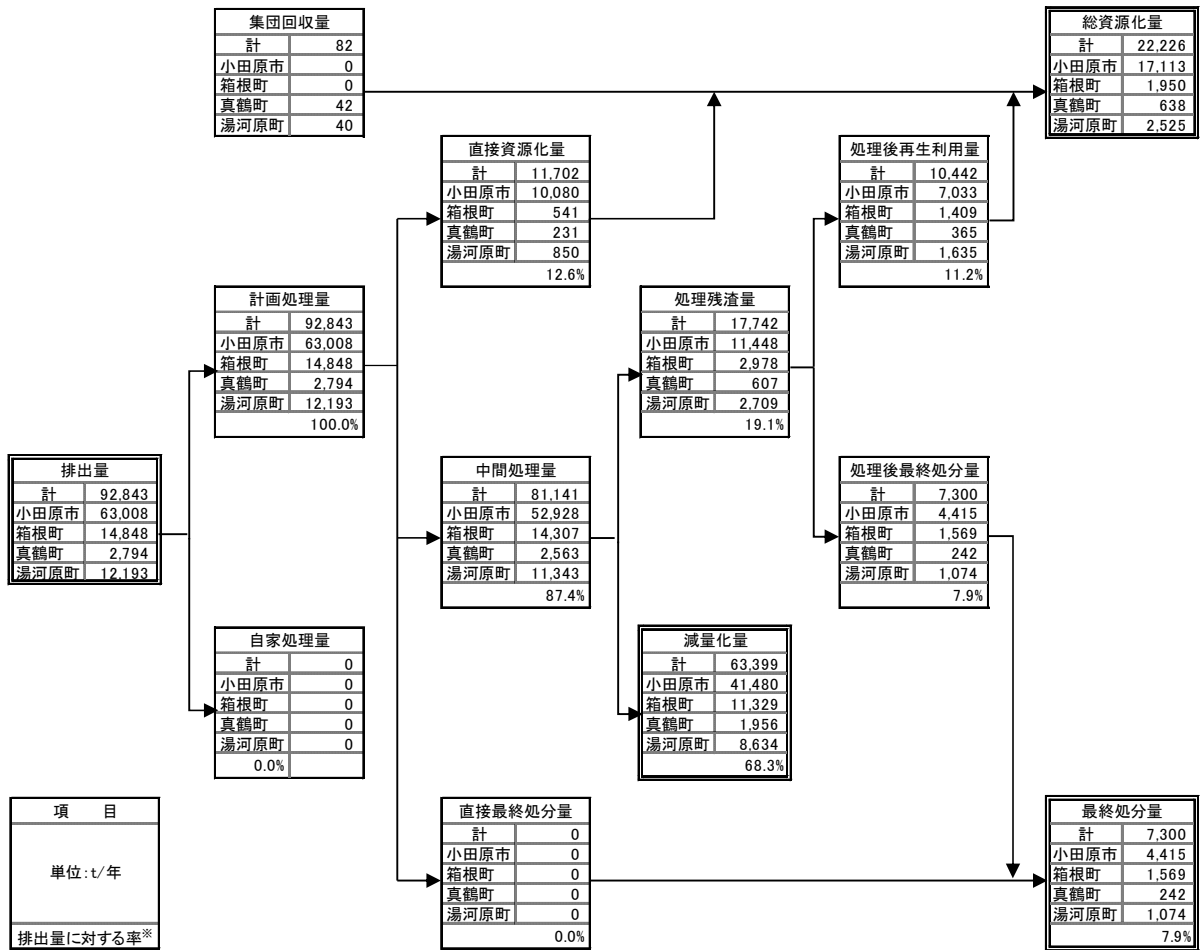 集団回収量
計 82
小田原市 0
箱根町 0
真鶴町 42
湯河原町 40
総資源化量
計 22,226
小田原市 17,113
箱根町 1,950
真鶴町 638
湯河原町 2,525
直接資源化量
計 11,702
小田原市 10,080
箱根町 541
真鶴町 231
湯河原町 850
12.6%
処理後再生利用量
計 10,442
小田原市 7,033
箱根町 1,409
真鶴町 365
湯河原町 1,635
11.2%
計画処理量
計 92,843
小田原市 63,008
箱根町 14,848
真鶴町 2,794
湯河原町 12,193
100.0%
処理残渣量
計 17,742
小田原市 11,448
箱根町 2,978
真鶴町 607
湯河原町 2,709
19.1%
排出量
計 92,843
小田原市 63,008
箱根町 14,848
真鶴町 2,794
湯河原町 12,193
中間処理量
計 81,141
小田原市 52,928
箱根町 14,307
真鶴町 2,563
湯河原町 11,343
87.4%
処理後最終処分量
計 7,300
小田原市 4,415
箱根町 1,569
真鶴町 242
湯河原町 1,074
7.9%
自家処理量
計 0
小田原市 0
箱根町 0
真鶴町 0
湯河原町 0
0.0%
減量化量
計 63,399
小田原市 41,480
箱根町 11,329
真鶴町 1,956
湯河原町 8,634
68.3%
項 目
単位:t/年
排出量に対する率※
直接最終処分量
計 0
小田原市 0
箱根町 0
真鶴町 0
湯河原町 0
0.0%
最終処分量
計 7,300
小田原市 4,415
箱根町 1,569
真鶴町 242
湯河原町 1,074
7.9%